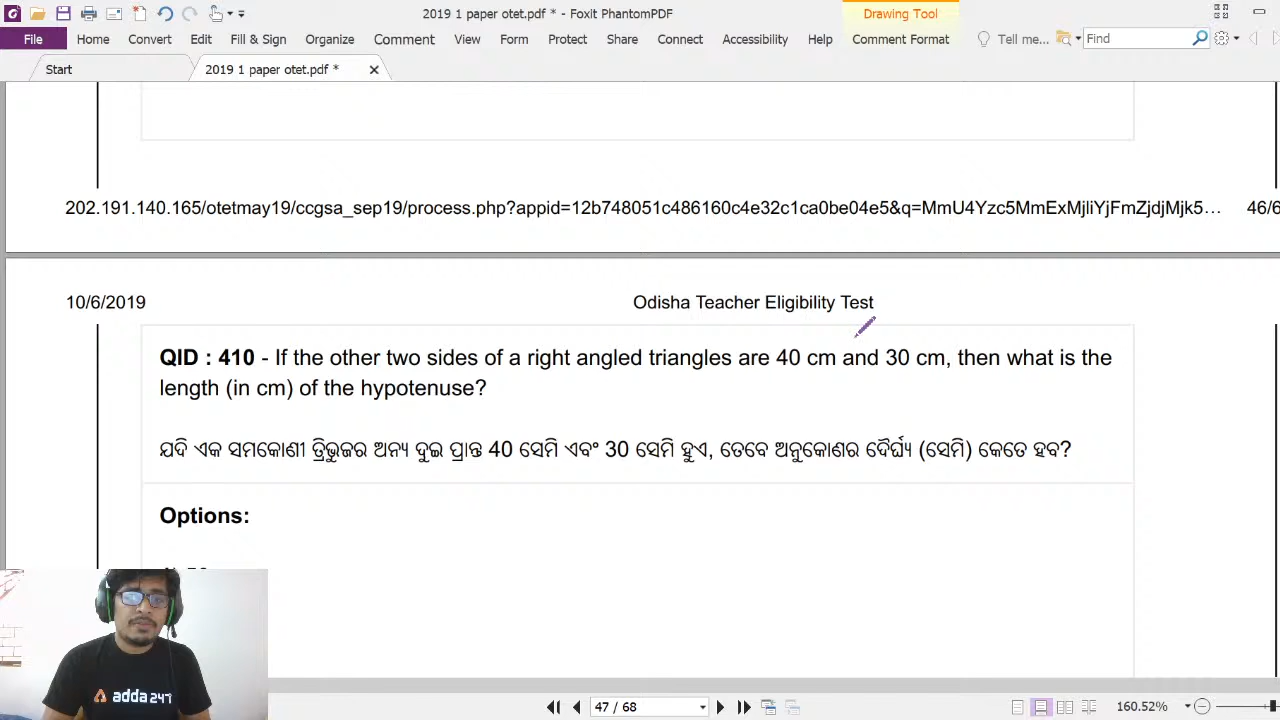 2019 1 paper otet.pdf * - Foxit PhantomPDF
Drawing Tool
File Home Convert Edit Fill & Sign Organize Comment View Form Protect Share Connect Accessibility Help Comment Format Tell me... Find
Start 2019 1 paper otet.pdf *
202.191.140.165/otetmay19/ccgsa_sep19/process.php?appid=12b748051c486160c4e32c1ca0be04e5&q=MmU4Yzc5MmExMjliYjFmZjdjMjk5… 46/6
10/6/2019 Odisha Teacher Eligibility Test
QID : 410 - If the other two sides of a right angled triangles are 40 cm and 30 cm, then what is the
length (in cm) of the hypotenuse?
ଯଦି ଏକ ସମକୋଣୀ ତ୍ରିଭୁଜର ଅନ୍ୟ ଦୁଇ ପ୍ରାନ୍ତ 40 ସେମି ଏବଂ 30 ସେମି ହୁଏ, ତେବେ ଅନୁକୋଣର ଦୈର୍ଘ୍ୟ (ସେମି) କେତେ ହବ?
Options:
adda247
47 / 68
160.52%